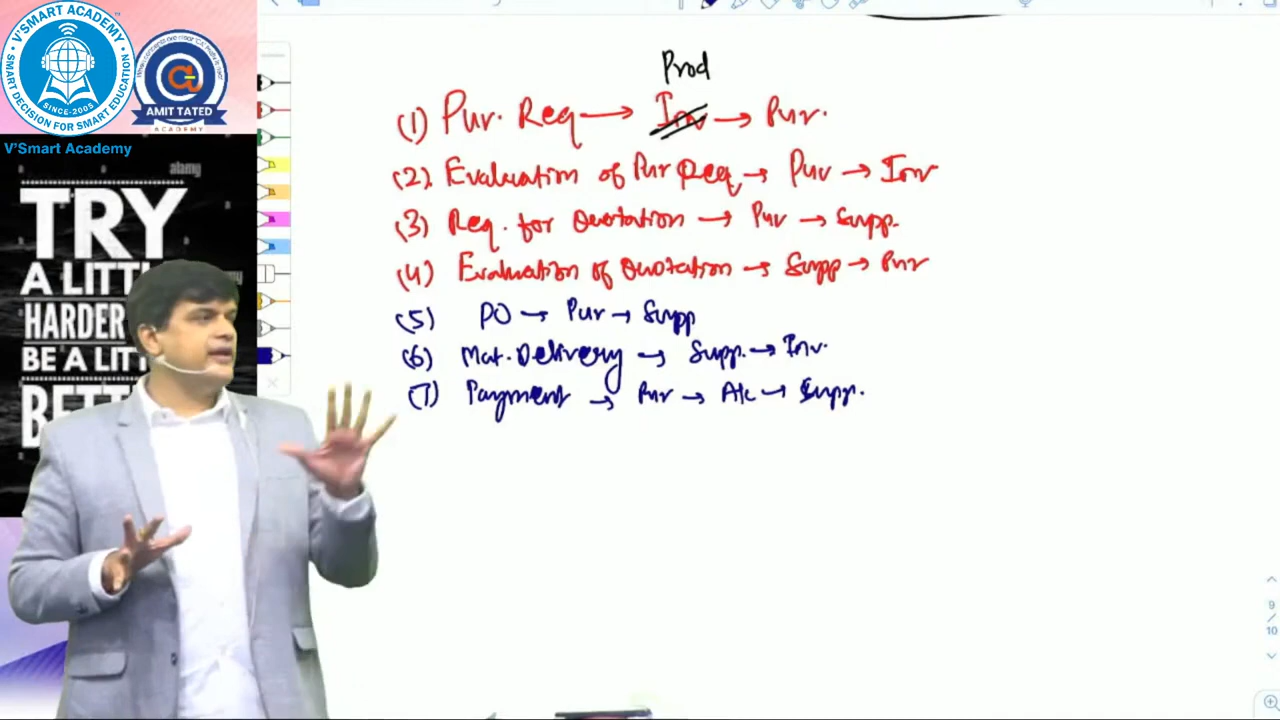 V'SMART ACADEMY
SMART DECISION FOR SMART EDUCATION
SINCE-2005
AMIT TATED
ACADEMY
V'Smart Academy
alamy
TRY
A LITTL
HARDER
BE A LITT
BETT
Prod
(1) Pur. Req → Inv → Pur.
(2). Evaluation of Pur Req → Pur → Inv
(3) Req. for Quotation → Pur → Supp.
(4) Evaluation of Quotation → Supp → Pur
(5) PO → Pur → Supp
(6) Mat. Delivery → Supp. → Inv.
(7) Payment → Pur → A/c → Supp.
9
/
10